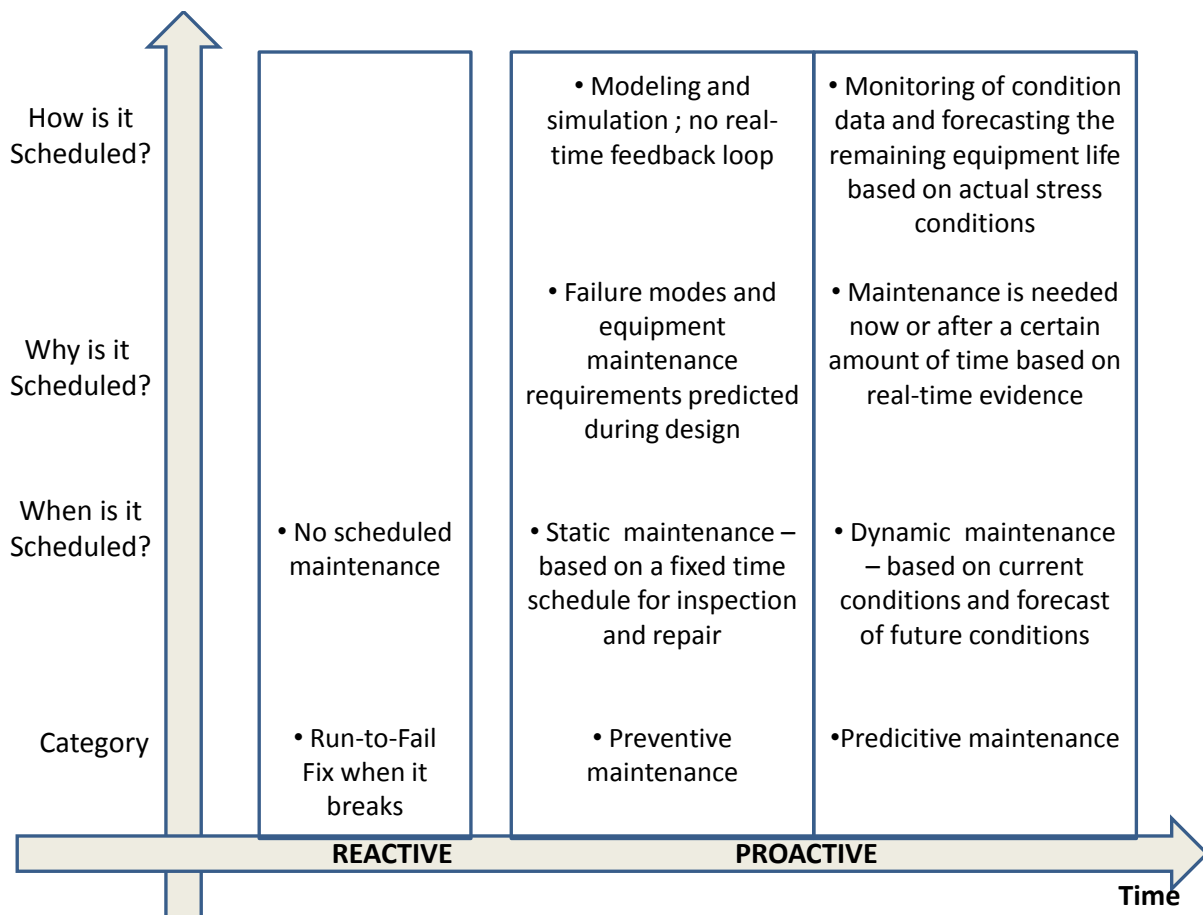 How is it
Scheduled?
• Modeling and
simulation ; no real-
time feedback loop
• Monitoring of condition
data and forecasting the
remaining equipment life
based on actual stress
conditions
Why is it
Scheduled?
• Failure modes and
equipment
maintenance
requirements predicted
during design
• Maintenance is needed
now or after a certain
amount of time based on
real-time evidence
When is it
Scheduled?
• No scheduled
maintenance
• Static maintenance –
based on a fixed time
schedule for inspection
and repair
• Dynamic maintenance
– based on current
conditions and forecast
of future conditions
Category
• Run-to-Fail
Fix when it
breaks
• Preventive
maintenance
•Predicitive maintenance
REACTIVE
PROACTIVE
Time